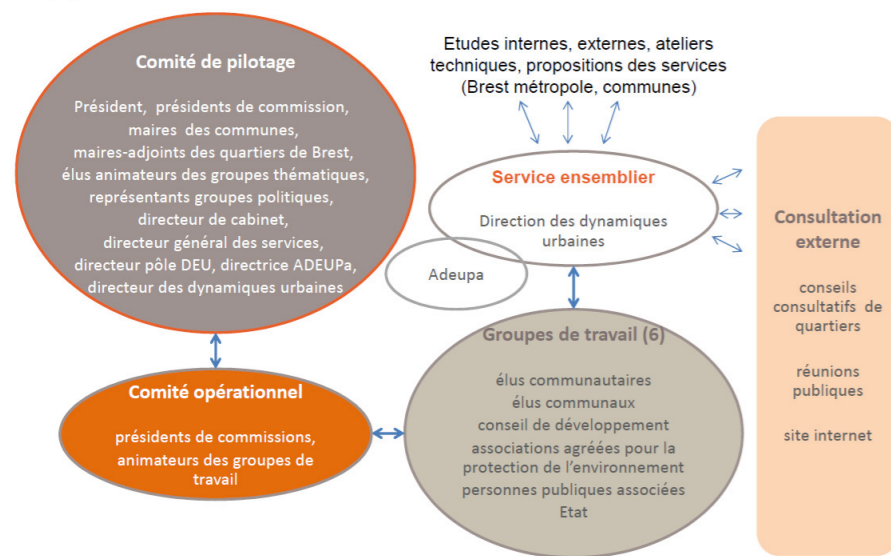 Comité de pilotage
Président, présidents de commission,
maires des communes,
maires-adjoints des quartiers de Brest,
élus animateurs des groupes thématiques,
représentants groupes politiques,
directeur de cabinet,
directeur général des services,
directeur pôle DEU, directrice ADEUPa,
directeur des dynamiques urbaines
Etudes internes, externes, ateliers
techniques, propositions des services
(Brest métropole, communes)
Service ensemblier
Direction des dynamiques
urbaines
Adeupa
Consultation
externe
conseils
consultatifs de
quartiers
réunions
publiques
site internet
Comité opérationnel
présidents de commissions,
animateurs des groupes de
travail
Groupes de travail (6)
élus communautaires
élus communaux
conseil de développement
associations agréées pour la
protection de l'environnement
personnes publiques associées
Etat